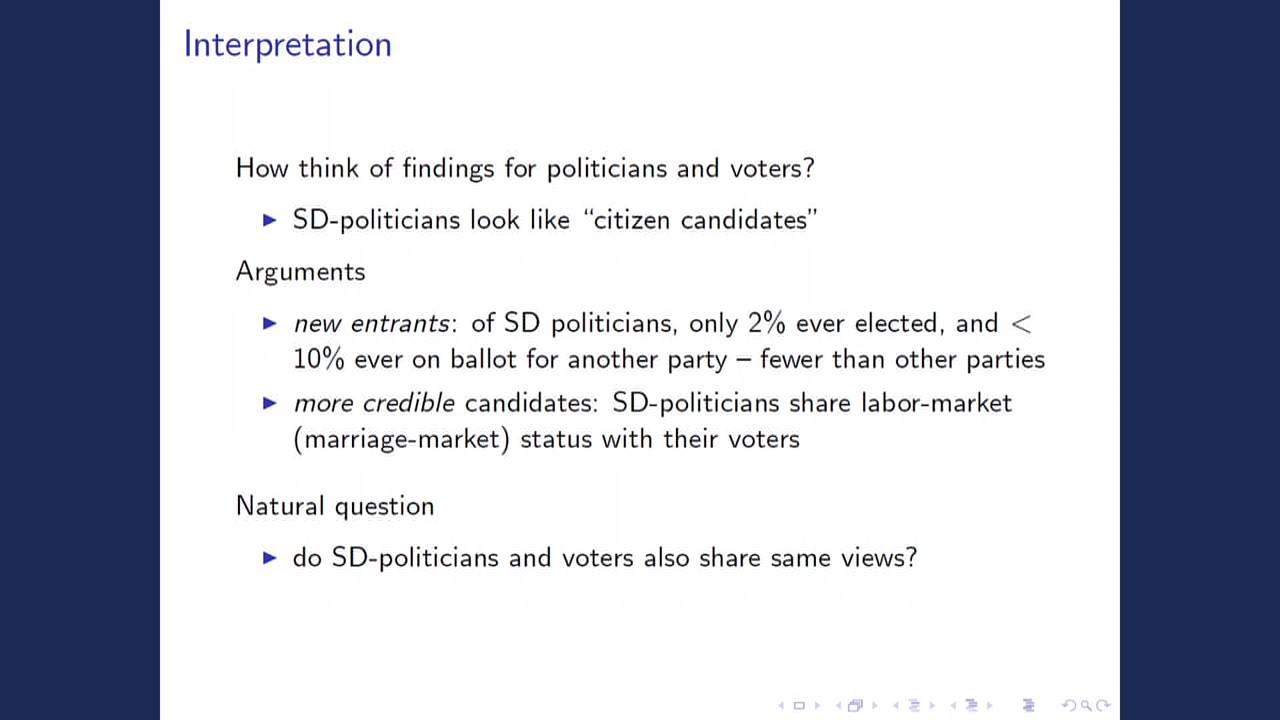 Interpretation
How think of findings for politicians and voters?
▶ SD-politicians look like “citizen candidates”
Arguments
▶ new entrants: of SD politicians, only 2% ever elected, and <
10% ever on ballot for another party – fewer than other parties
▶ more credible candidates: SD-politicians share labor-market
(marriage-market) status with their voters
Natural question
▶ do SD-politicians and voters also share same views?